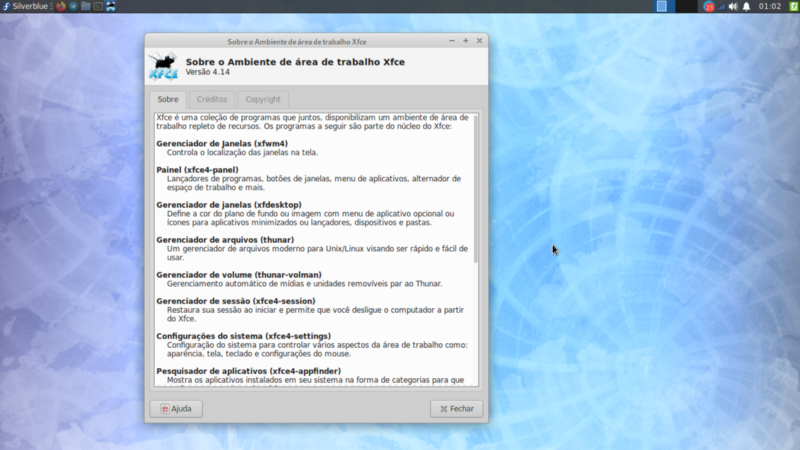 Silverblue
23
01:02
Sobre o Ambiente de área de trabalho Xfce
XFCE
Sobre o Ambiente de área de trabalho Xfce
Versão 4.14
Sobre
Créditos
Copyright
Xfce é uma coleção de programas que juntos, disponibilizam um ambiente de área de
trabalho repleto de recursos. Os programas a seguir são parte do núcleo do Xfce:
Gerenciador de Janelas (xfwm4)
Controla o localização das janelas na tela.
Painel (xfce4-panel)
Lançadores de programas, botões de janelas, menu de aplicativos, alternador de
espaço de trabalho e mais.
Gerenciador de janelas (xfdesktop)
Define a cor do plano de fundo ou imagem com menu de aplicativo opcional ou
ícones para aplicativos minimizados ou lançadores, dispositivos e pastas.
Gerenciador de arquivos (thunar)
Um gerenciador de arquivos moderno para Unix/Linux visando ser rápido e fácil de
usar.
Gerenciador de volume (thunar-volman)
Gerenciamento automático de mídias e unidades removíveis par ao Thunar.
Gerenciador de sessão (xfce4-session)
Restaura sua sessão ao iniciar e permite que você desligue o computador a partir
do Xfce.
Configurações do sistema (xfce4-settings)
Configuração do sistema para controlar vários aspectos da área de trabalho como:
aparência, tela, teclado e configurações do mouse.
Pesquisador de aplicativos (xfce4-appfinder)
Mostra os aplicativos instalados em seu sistema na forma de categorias para que
Ajuda
Fechar